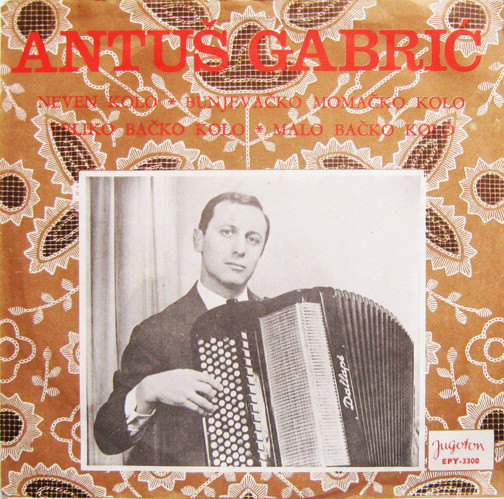 ANTUŠ GABRIĆ
NEVEN KOLO * BUNJEVAČKO MOMAČKO KOLO
VELIKO BAČKO KOLO * MALO BAČKO KOLO
Dallape
Jugoton
EPY-3300